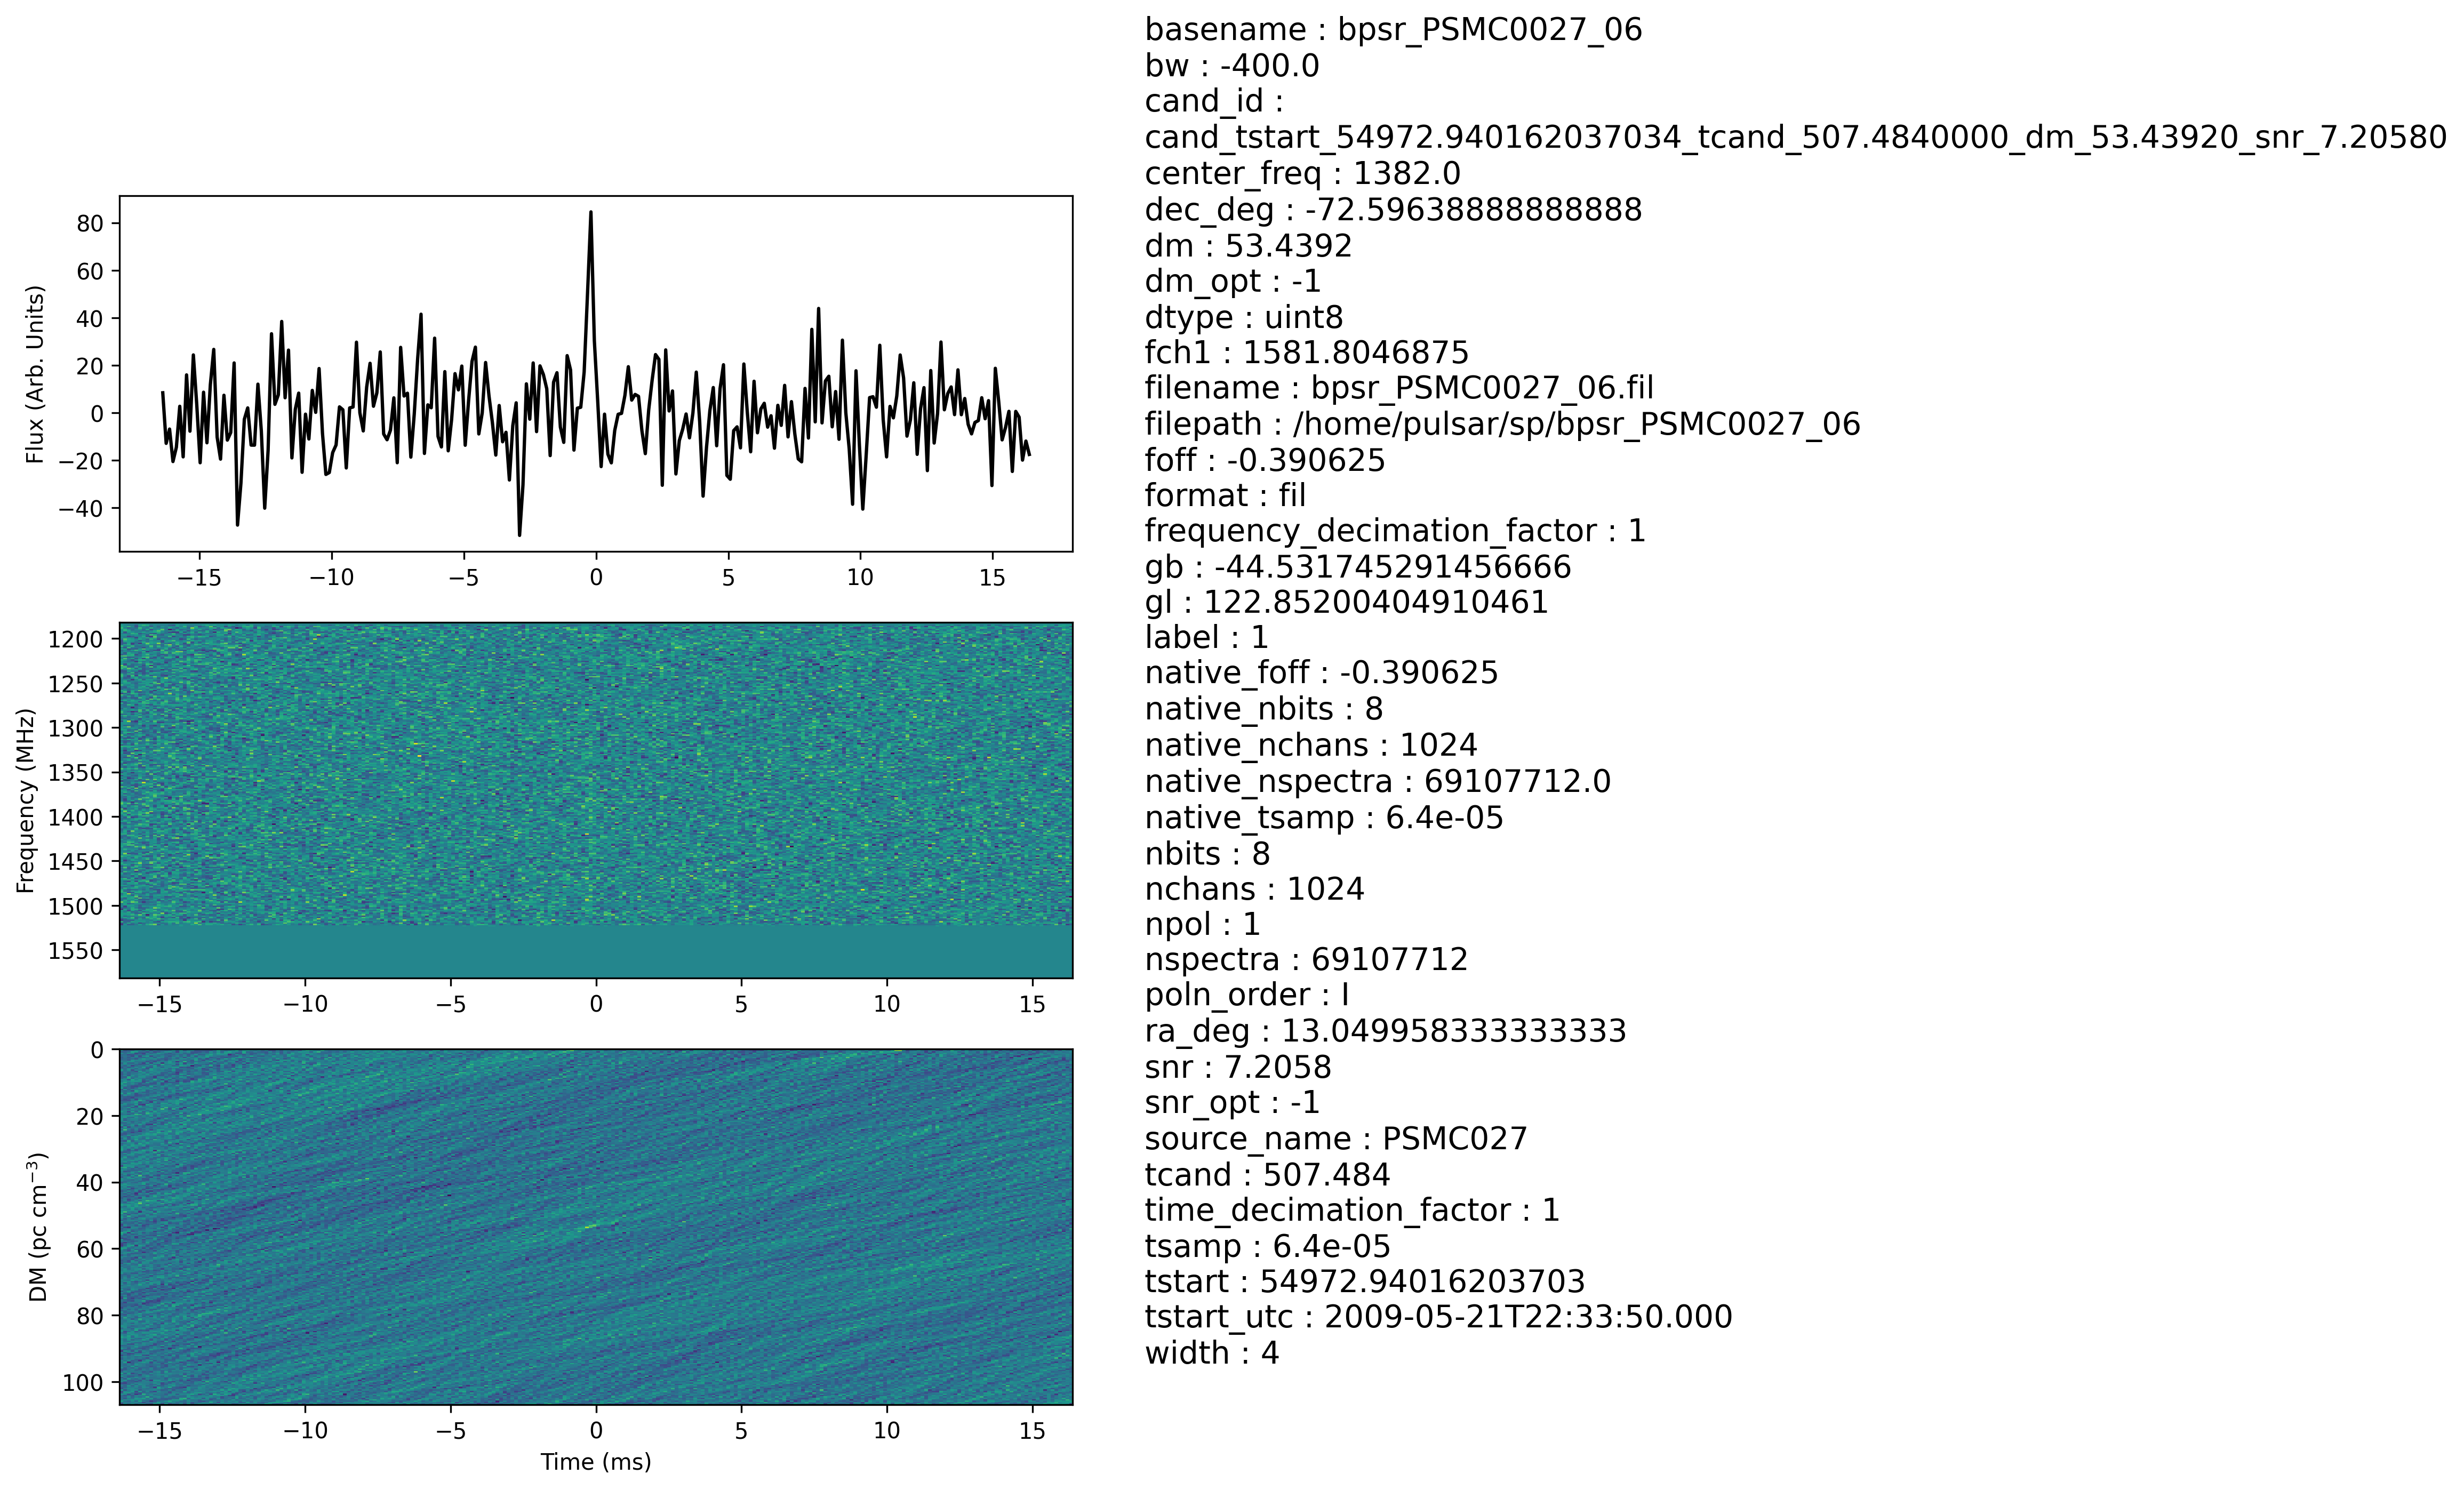 basename : bpsr_PSMC0027_06
bw : -400.0
cand_id :
cand_tstart_54972.940162037034_tcand_507.4840000_dm_53.43920_snr_7.20580
center_freq : 1382.0
dec_deg : -72.59638888888888
dm : 53.4392
dm_opt : -1
dtype : uint8
fch1 : 1581.8046875
filename : bpsr_PSMC0027_06.fil
filepath : /home/pulsar/sp/bpsr_PSMC0027_06
foff : -0.390625
format : fil
frequency_decimation_factor : 1
gb : -44.531745291456666
gl : 122.85200404910461
label : 1
native_foff : -0.390625
native_nbits : 8
native_nchans : 1024
native_nspectra : 69107712.0
native_tsamp : 6.4e-05
nbits : 8
nchans : 1024
npol : 1
nspectra : 69107712
poln_order : I
ra_deg : 13.049958333333333
snr : 7.2058
snr_opt : -1
source_name : PSMC027
tcand : 507.484
time_decimation_factor : 1
tsamp : 6.4e-05
tstart : 54972.94016203703
tstart_utc : 2009-05-21T22:33:50.000
width : 4
Flux (Arb. Units)
80
60
40
20
0
−20
−40
−15 −10 −5 0 5 10 15
Frequency (MHz)
1200
1250
1300
1350
1400
1450
1500
1550
−15 −10 −5 0 5 10 15
DM (pc cm⁻³)
0
20
40
60
80
100
−15 −10 −5 0 5 10 15
Time (ms)